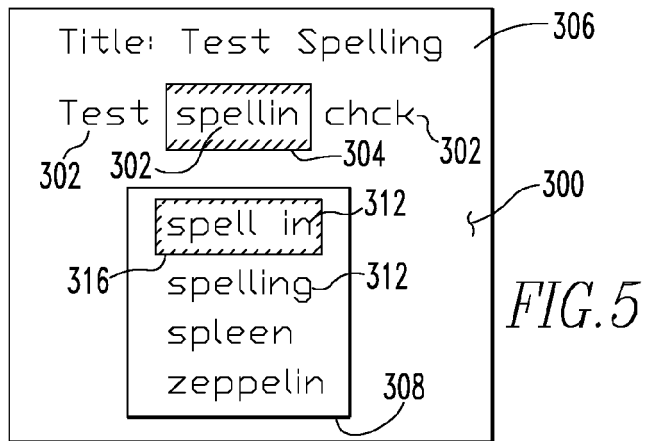 Title: Test Spelling 306
Test spellin chck 302
302 302 304
spell in 312 300
316
spelling 312
FIG.5
spleen
zeppelin
308